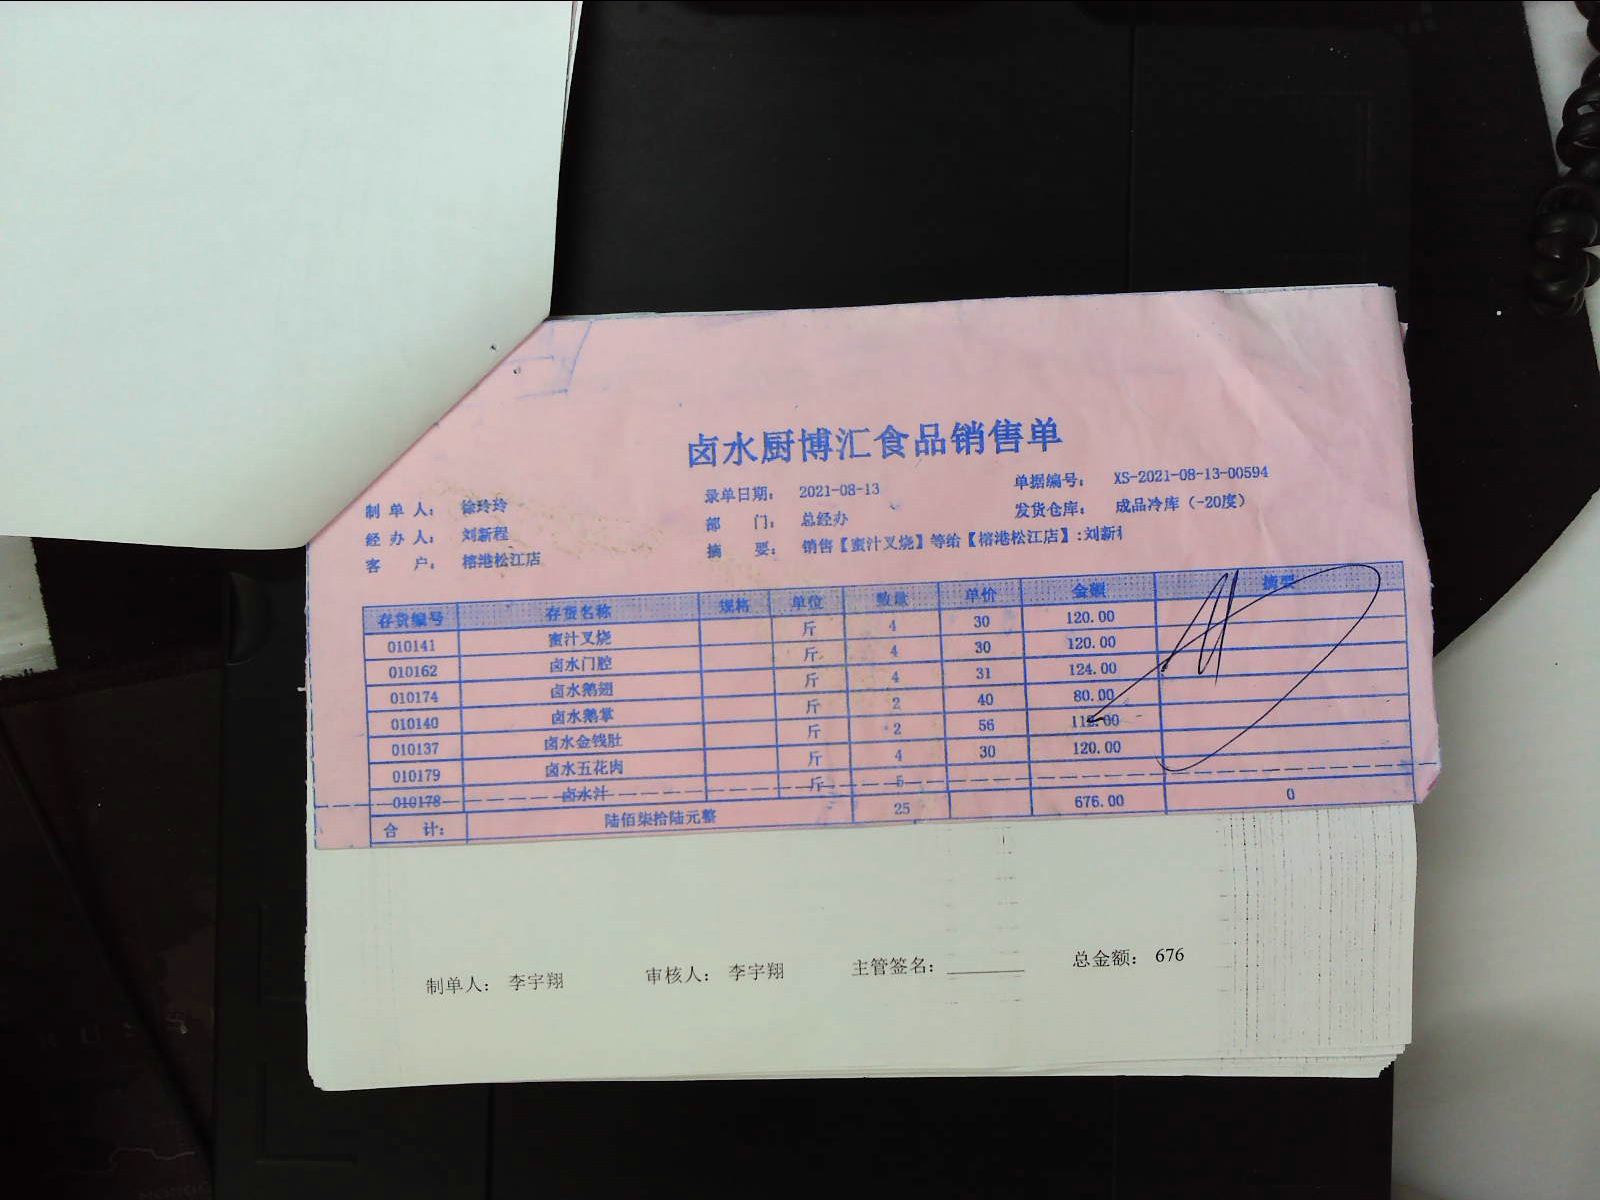 卤水厨博汇食品销售单
制单人： 徐玲玲 录单日期： 2021-08-13 单据编号： XS-2021-08-13-00594
经办人： 刘新程 部 门： 总经办 发货仓库： 成品冷库（-20度）
客 户： 榕港松江店 摘 要： 销售【蜜汁叉烧】等给【榕港松江店】:刘新
存货编号 存货名称 规格 单位 数量 单价 金额 摘要
010141 蜜汁叉烧 斤 4 30 120.00
010162 卤水门腔 斤 4 30 120.00
010174 卤水鹅翅 斤 4 31 124.00
010140 卤水鹅掌 斤 2 40 80.00
010137 卤水金钱肚 斤 2 56 112.00
010179 卤水五花肉 斤 4 30 120.00
010178 卤水汁 斤 5
合 计： 陆佰柒拾陆元整 25 676.00 0
制单人： 李宇翔 审核人： 李宇翔 主管签名： 总金额： 676